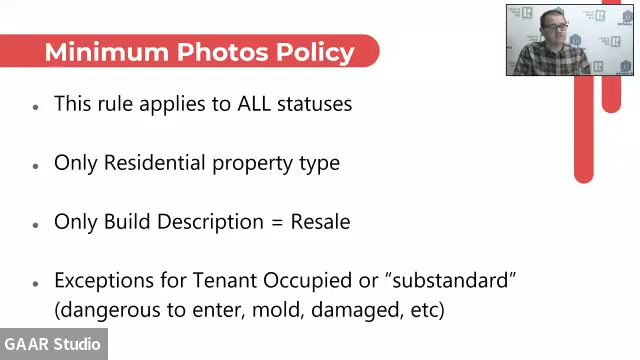 Minimum Photos Policy
• This rule applies to ALL statuses
• Only Residential property type
• Only Build Description = Resale
• Exceptions for Tenant Occupied or “substandard”
(dangerous to enter, mold, damaged, etc)
GAAR Studio